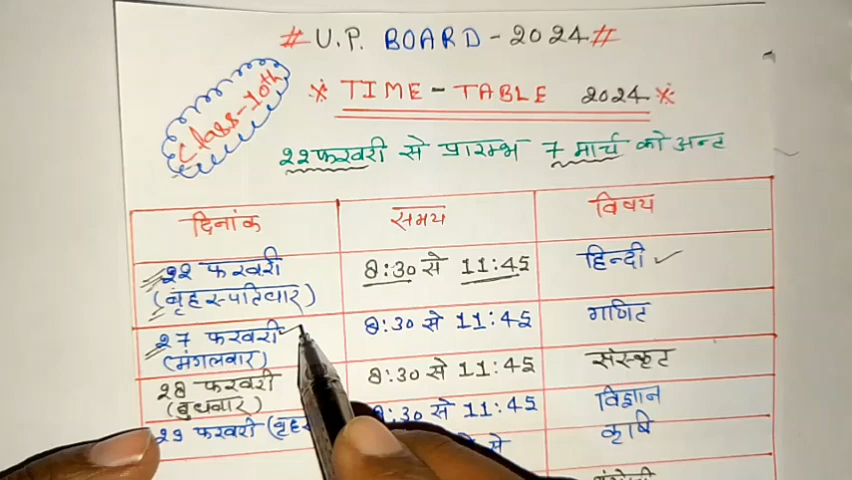 # U.P. BOARD - 2024 #
Class-10th
* TIME - TABLE 2024 *
22 फरवरी से प्रारम्भ 7 मार्च को अन्ट
दिनांक समय विषय
22 फरवरी 8:30 से 11:45 हिन्दी ✓
(बृहस्पतिवार)
27 फरवरी ✓ 8:30 से 11:45 गणित
(मंगलवार)
28 फरवरी 8:30 से 11:45 संस्कृट
(बुधवार)
29 फरवरी 8:30 से 11:45 विज्ञान
से कृषि